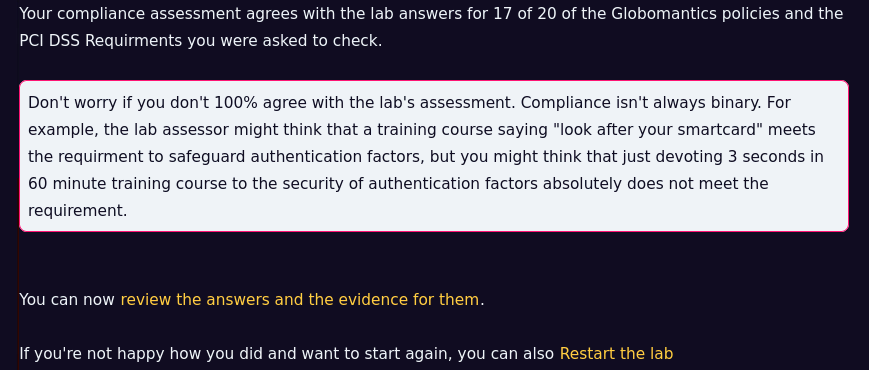 Your compliance assessment agrees with the lab answers for 17 of 20 of the Globomantics policies and the
PCI DSS Requirments you were asked to check.
Don't worry if you don't 100% agree with the lab's assessment. Compliance isn't always binary. For
example, the lab assessor might think that a training course saying "look after your smartcard" meets
the requirment to safeguard authentication factors, but you might think that just devoting 3 seconds in
60 minute training course to the security of authentication factors absolutely does not meet the
requirement.
You can now review the answers and the evidence for them.
If you're not happy how you did and want to start again, you can also Restart the lab